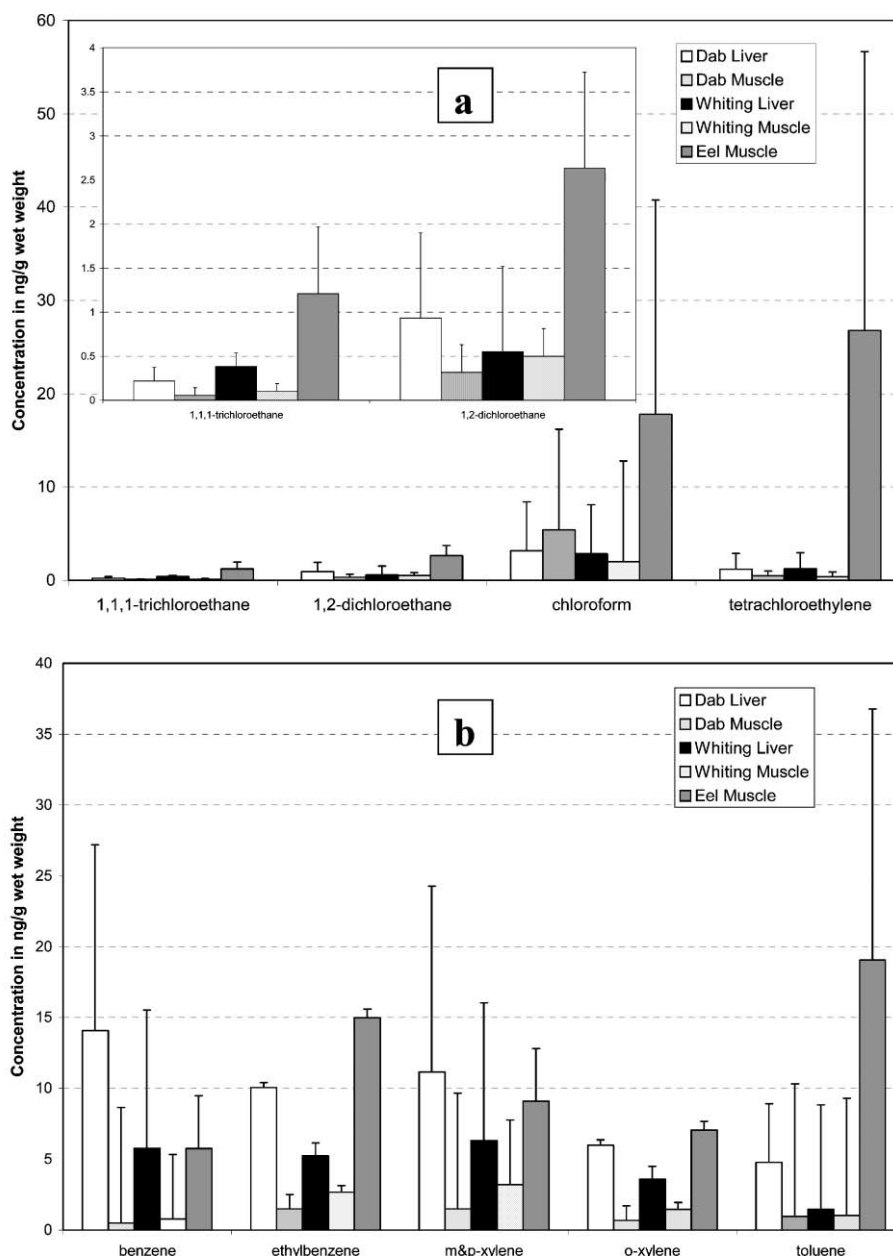 60
50
40
30
20
10
0
Concentration in ng/g wet weight
4
3.5
3
2.5
2
1.5
1
0.5
0
a
1,1,1-trichloroethane
1,2-dichloroethane
Dab Liver
Dab Muscle
Whiting Liver
Whiting Muscle
Eel Muscle
1,1,1-trichloroethane
1,2-dichloroethane
chloroform
tetrachloroethylene
40
35
30
25
20
15
10
5
0
Concentration in ng/g wet weight
b
Dab Liver
Dab Muscle
Whiting Liver
Whiting Muscle
Eel Muscle
benzene
ethylbenzene
m&p-xylene
o-xylene
toluene